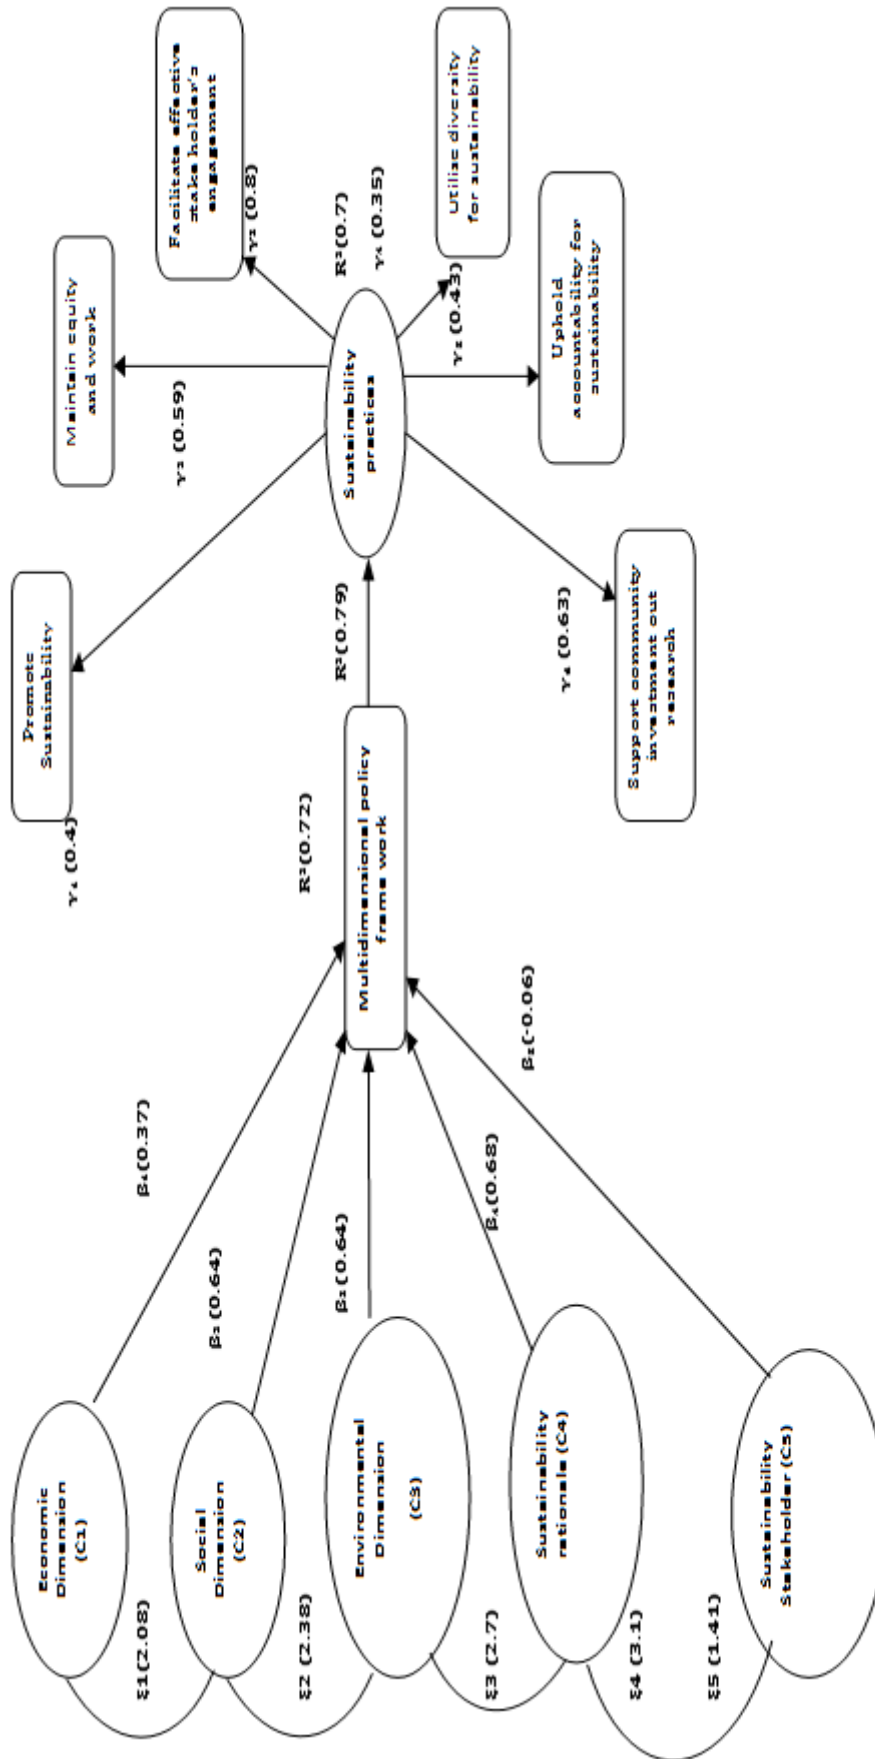 Economic
Dimension
(C1)
Social
Dimension
(C2)
Environmental
Dimension
(C3)
Sustainability
rationale (C4)
Sustainability
Stakeholder (C5)
ξ1(2.08)
ξ2 (2.38)
ξ3 (2.7)
ξ4 (3.1)
ξ5 (1.41)
(0.37)
(0.64)
(0.64)
(0.68)
(-0.06)
Multidimensional policy
frame work
R²(0.72)
R²(0.79)
Sustainability
practices
R²(0.7)
(0.35)
Promote
Sustainability
(0.4)
Maintain equity
and work
(0.59)
Facilitate effective
stakeholder's
engagement
(0.8)
Utilize diversity
for sustainability
(0.43)
Uphold
accountability for
sustainability
Support community
investment out
research
(0.63)